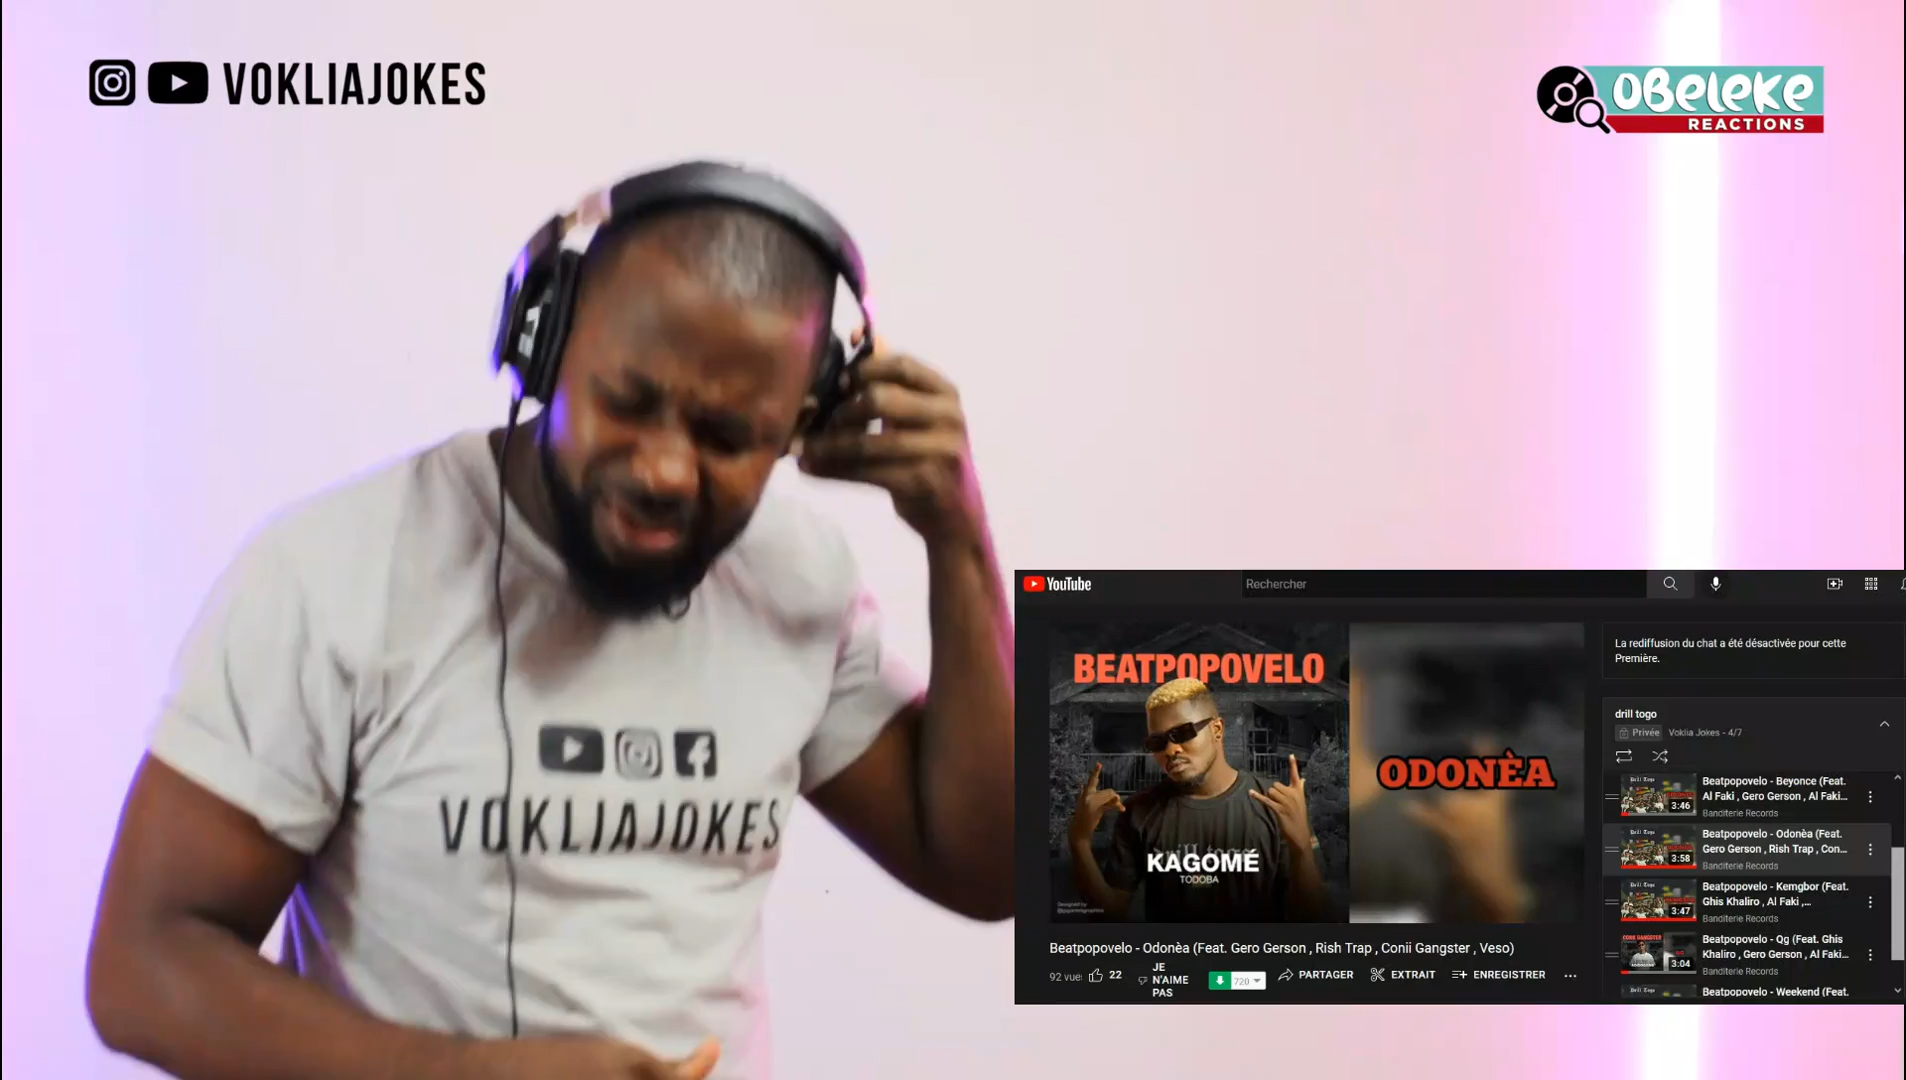 VOKLIAJOKES
OBELEKE
REACTIONS
VOKLIAJOKES
YouTube
Rechercher
BEATPOPOVELO
KAGOMÉ
TODOBA
ODONÈA
La rediffusion du chat a été désactivée pour cette
Première.
drill togo
Privée
Voklia Jokes - 4/7
Beatpopovelo - Beyonce (Feat.
Al Faki , Gero Gerson , Al Faki...
Banditerie Records
3:46
Beatpopovelo - Odonèa (Feat.
Gero Gerson , Rish Trap , Con...
Banditerie Records
3:58
Beatpopovelo - Kemgbor (Feat.
Ghis Khaliro , Al Faki ,...
Banditerie Records
3:47
Beatpopovelo - Qg (Feat. Ghis
Khaliro , Gero Gerson , Al Faki...
Banditerie Records
3:04
Beatpopovelo - Weekend (Feat.
Beatpopovelo - Odonèa (Feat. Gero Gerson , Rish Trap , Conii Gangster , Veso)
92 vue
22
JE
N'AIME
PAS
720
PARTAGER
EXTRAIT
ENREGISTRER